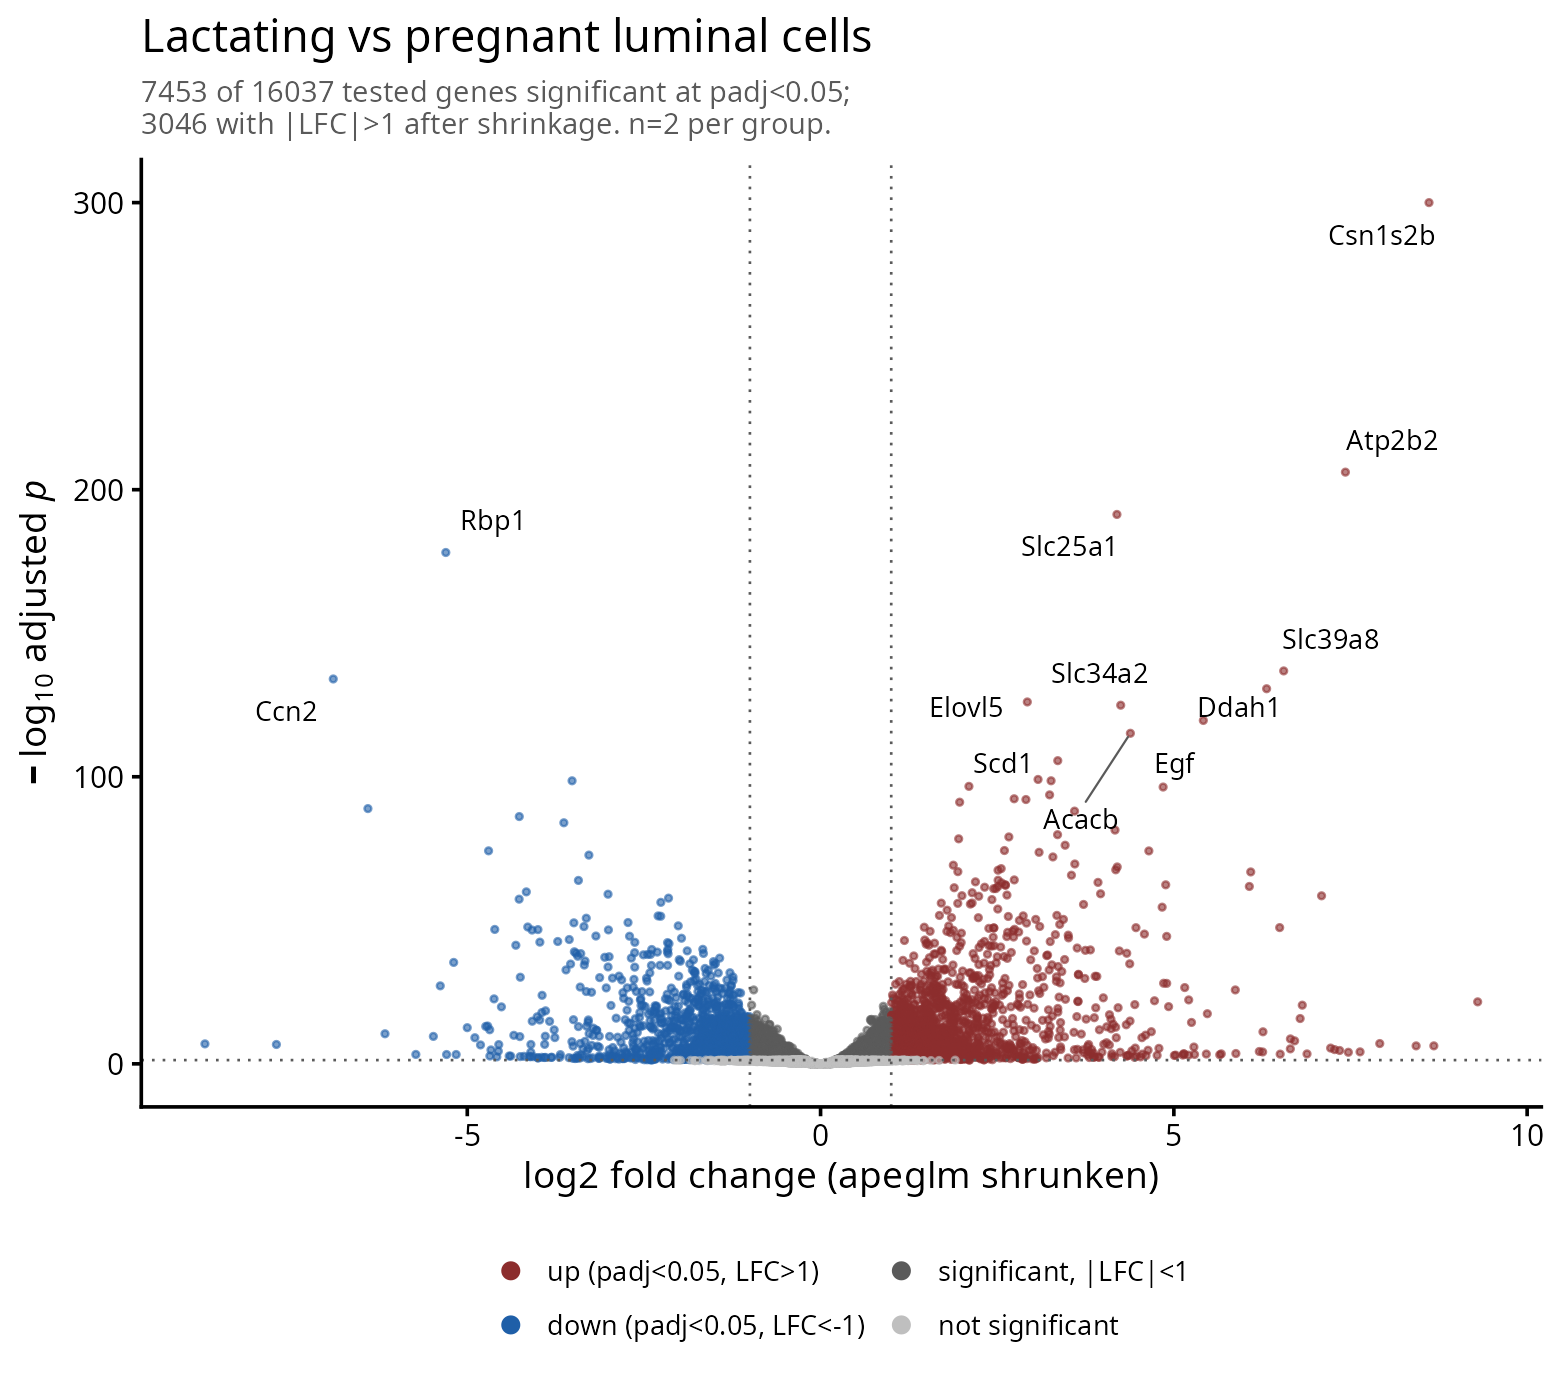 Lactating vs pregnant luminal cells
7453 of 16037 tested genes significant at padj<0.05;
3046 with |LFC|>1 after shrinkage. n=2 per group.
− log10 adjusted p
300
200
100
0
Csn1s2b
Atp2b2
Rbp1
Slc25a1
Slc39a8
Slc34a2
Ccn2
Elovl5
Ddah1
Scd1
Egf
Acacb
-5
0
5
10
log2 fold change (apeglm shrunken)
up (padj<0.05, LFC>1)
significant, |LFC|<1
down (padj<0.05, LFC<-1)
not significant